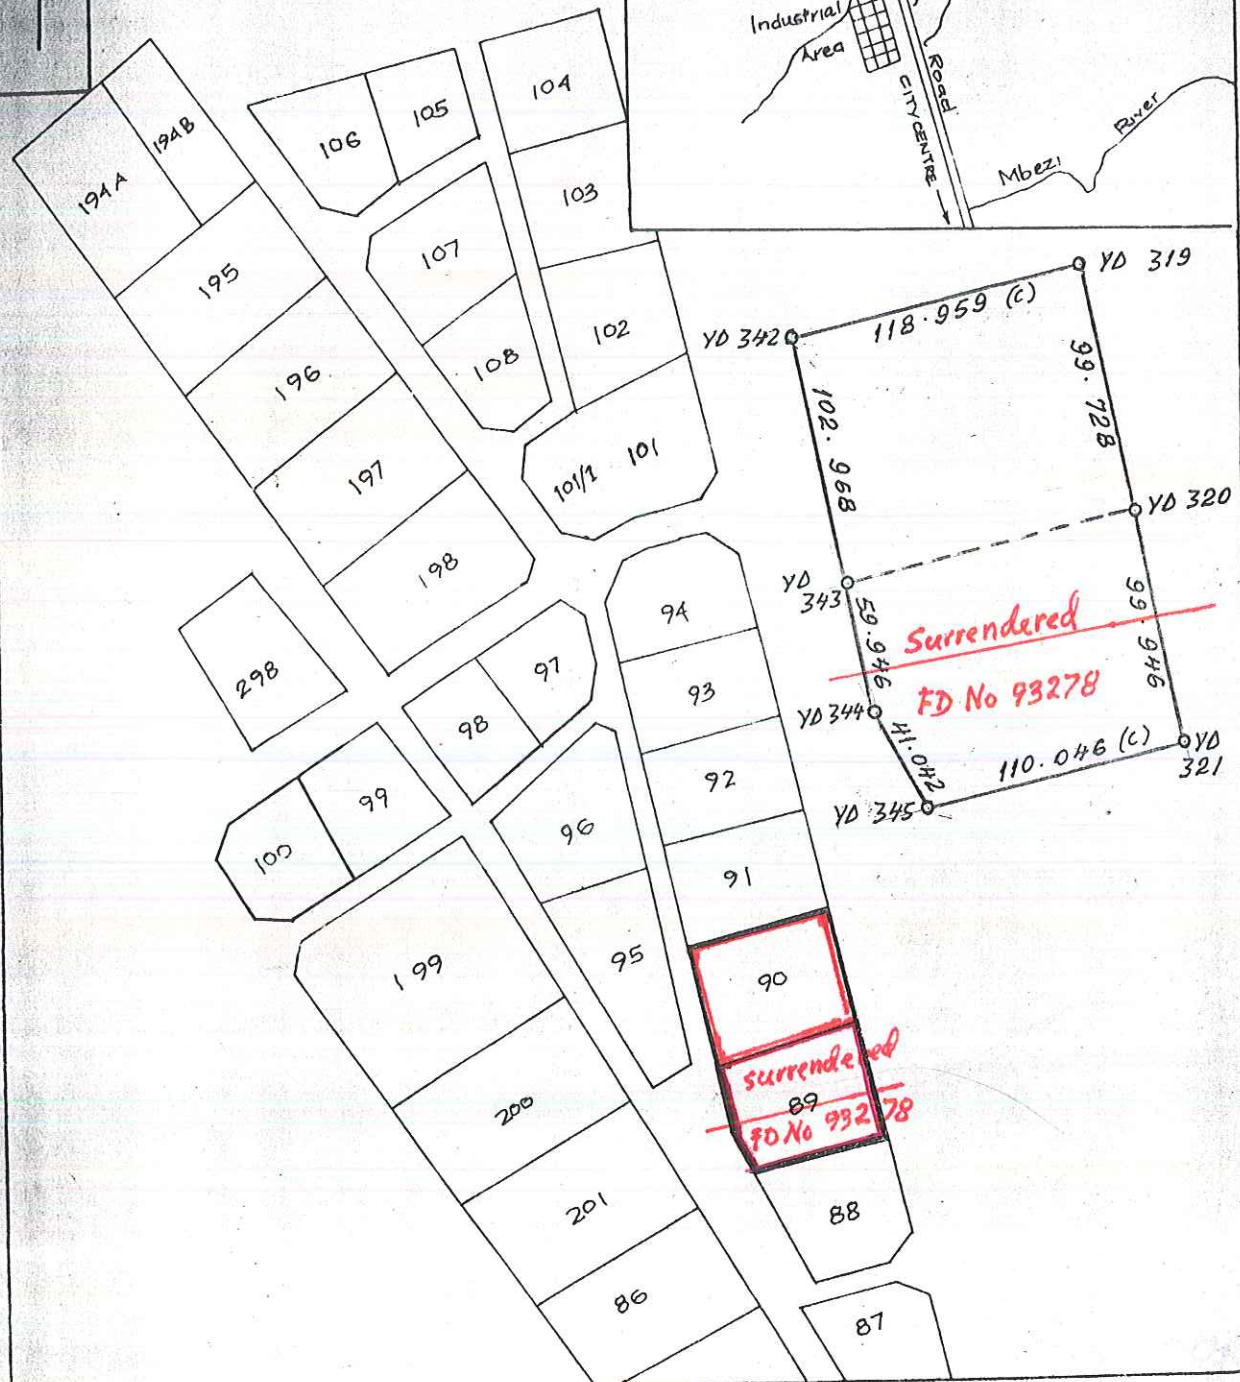 Industrial
Area
Road
CITY CENTRE
River
Mbezi
194A
194B
195
196
197
198
106
105
104
103
107
108
102
101/1 101
YD 319
118.959 (C)
YD 342
99.728
102.968
YD 320
YD
343
59.946
99.946
Surrendered
FD No 93278
YD 344
41.042
110.046 (C)
YD
321
YD 345
298
94
97
93
98
92
99
96
100
91
95
90
199
surrendered
89
FD No 93278
200
201
88
86
87